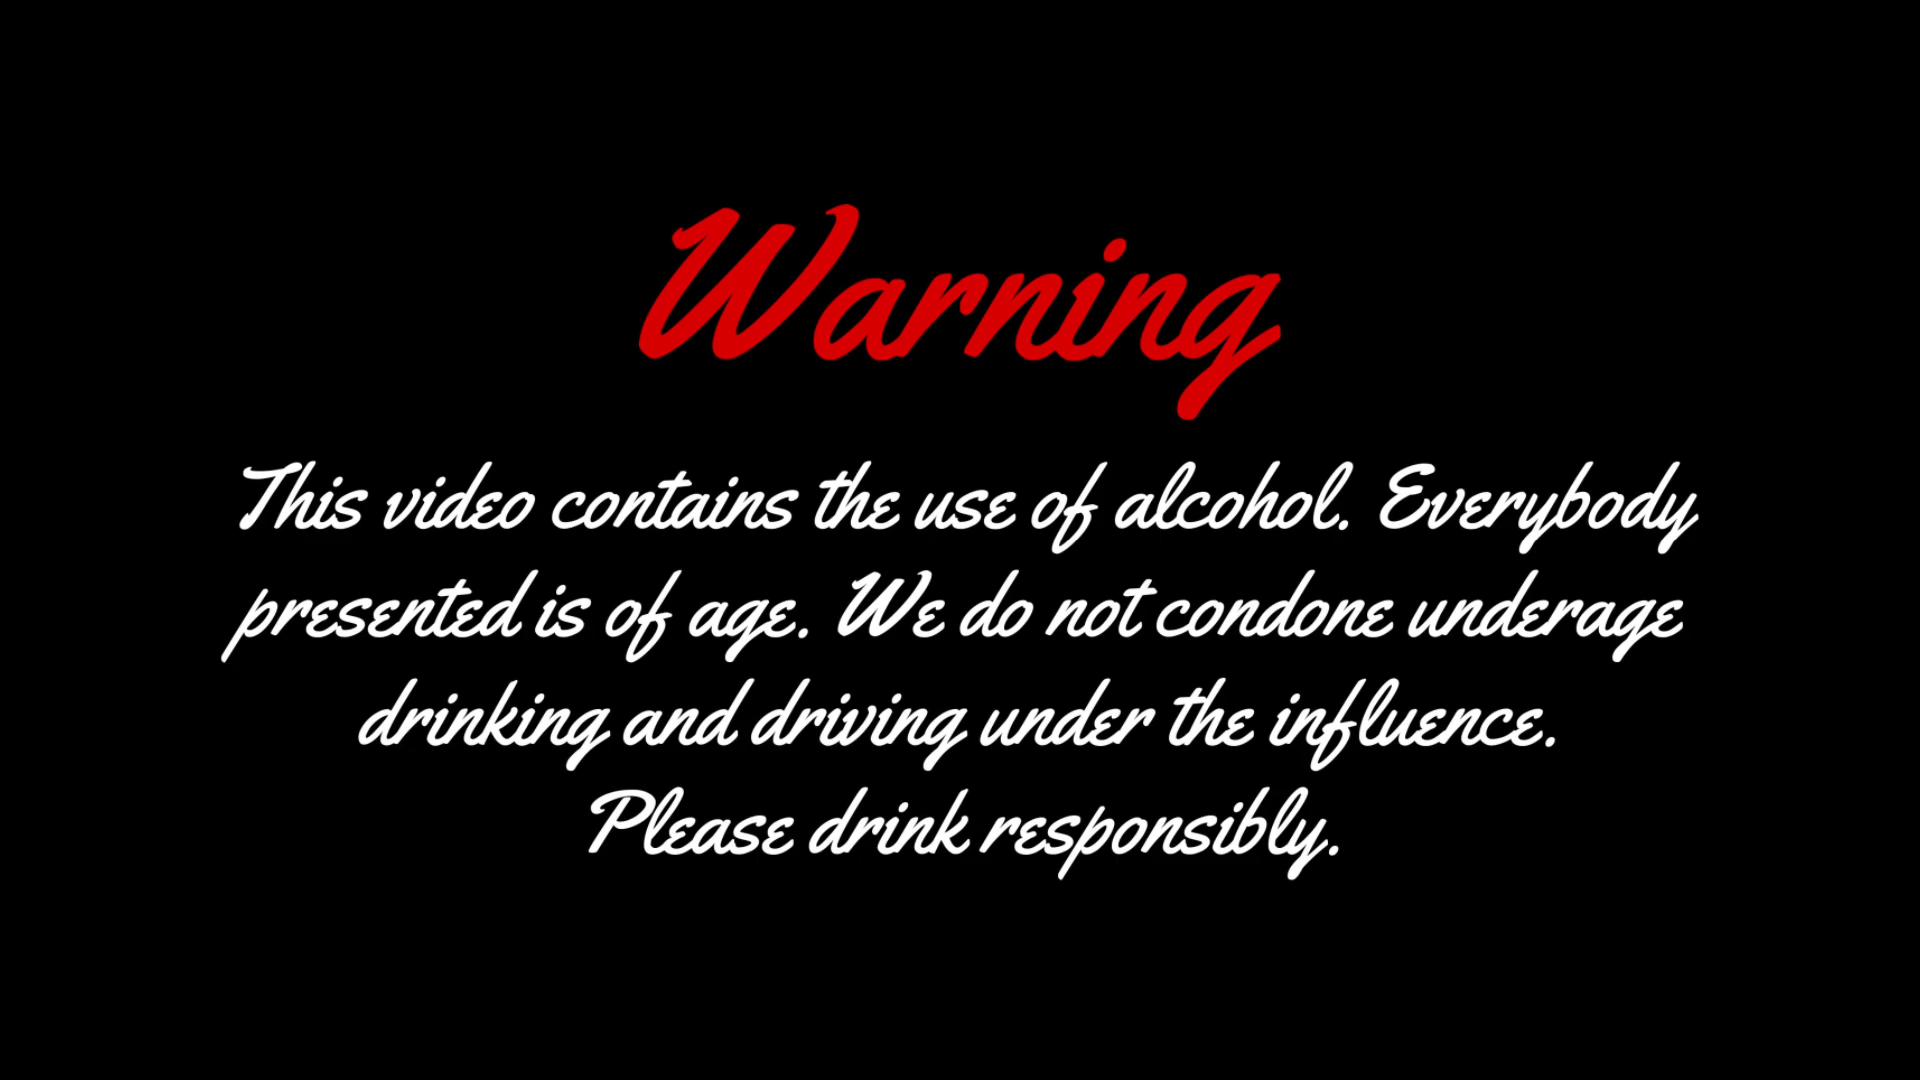 Warning
This video contains the use of alcohol. Everybody
presented is of age. We do not condone underage
drinking and driving under the influence.
Please drink responsibly.